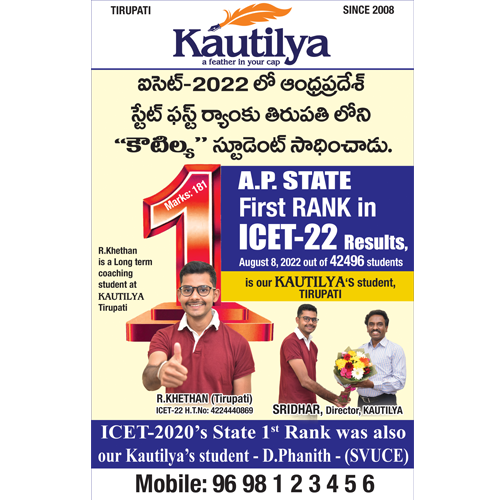 TIRUPATI
SINCE 2008
Kautilya
a feather in your cap
ఐసెట్-2022 లో ఆంధ్రప్రదేశ్
స్టేట్ ఫస్ట్ ర్యాంకు తిరుపతి లోని
“కౌటిల్య” స్టూడెంట్ సాధించాడు.
1
Marks: 181
A.P. STATE
First RANK in
ICET-22 Results,
August 8, 2022 out of 42496 students
is our KAUTILYA'S student,
TIRUPATI
R.Khethan
is a Long term
coaching
student at
KAUTILYA
Tirupati
R.KHETHAN (Tirupati)
ICET-22 H.T.No: 4224440869
SRIDHAR, Director, KAUTILYA
ICET-2020's State 1st Rank was also
our Kautilya's student - D.Phanith - (SVUCE)
Mobile: 96 98 1 2 3 4 5 6